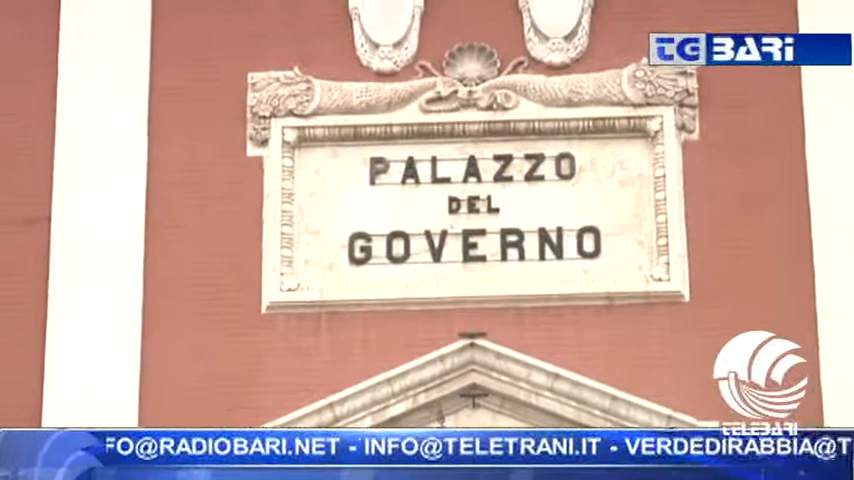 TG BARI
PALAZZO
DEL
GOVERNO
TELEBARI
FO@RADIOBARI.NET - INFO@TELETRANI.IT - VERDEDIRABBIA@T